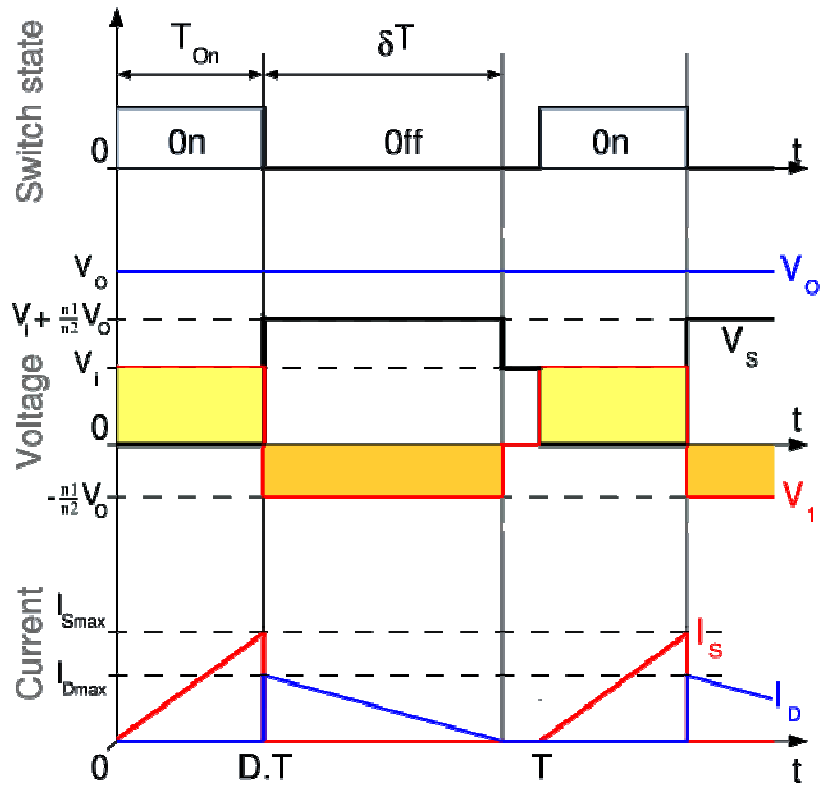 Switch state
T_On
δT
0n
0ff
0n
0
t
V_o
V_O
V_i + n1/n2 V_o
V_i
V_S
Voltage
0
t
-n1/n2 V_O
V_1
Current
I_Smax
I_S
I_Dmax
I_D
0
D.T
T
t